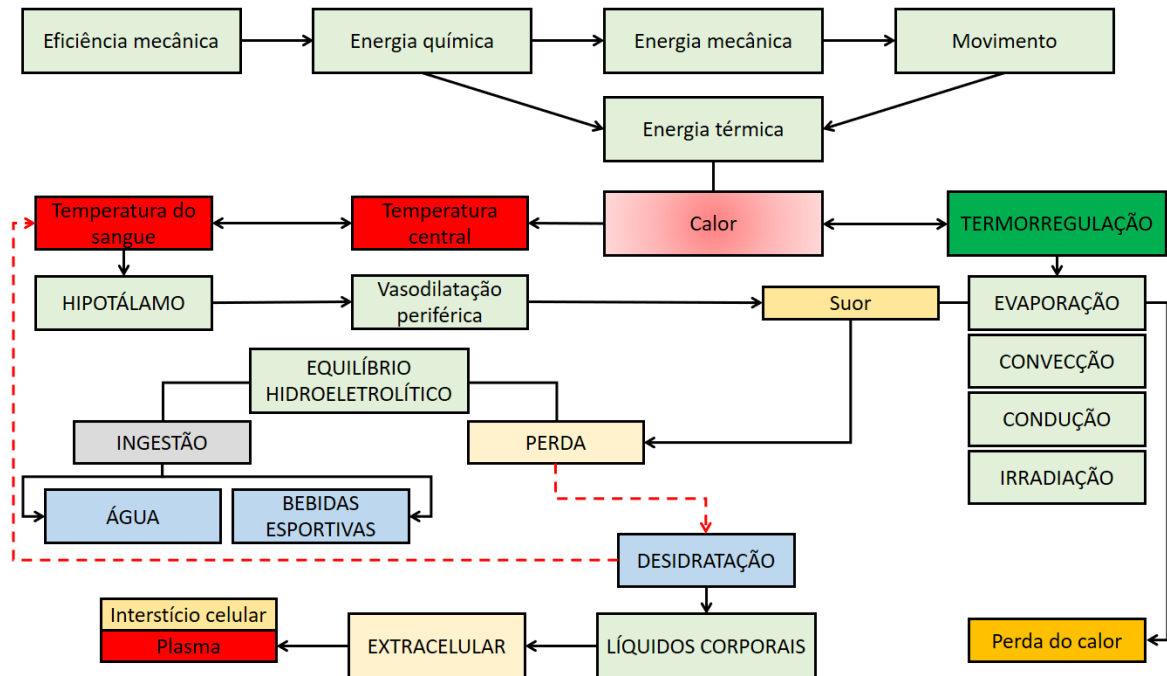 Eficiência mecânica
Energia química
Energia mecânica
Movimento
Energia térmica
Temperatura do
sangue
Temperatura
central
Calor
TERMORREGULAÇÃO
HIPOTÁLAMO
Vasodilatação
periférica
Suor
EVAPORAÇÃO
CONVECÇÃO
CONDUÇÃO
IRRADIAÇÃO
EQUILÍBRIO
HIDROELETROLÍTICO
INGESTÃO
PERDA
ÁGUA
BEBIDAS
ESPORTIVAS
DESIDRATAÇÃO
Interstício celular
Plasma
EXTRACELULAR
LÍQUIDOS CORPORAIS
Perda do calor